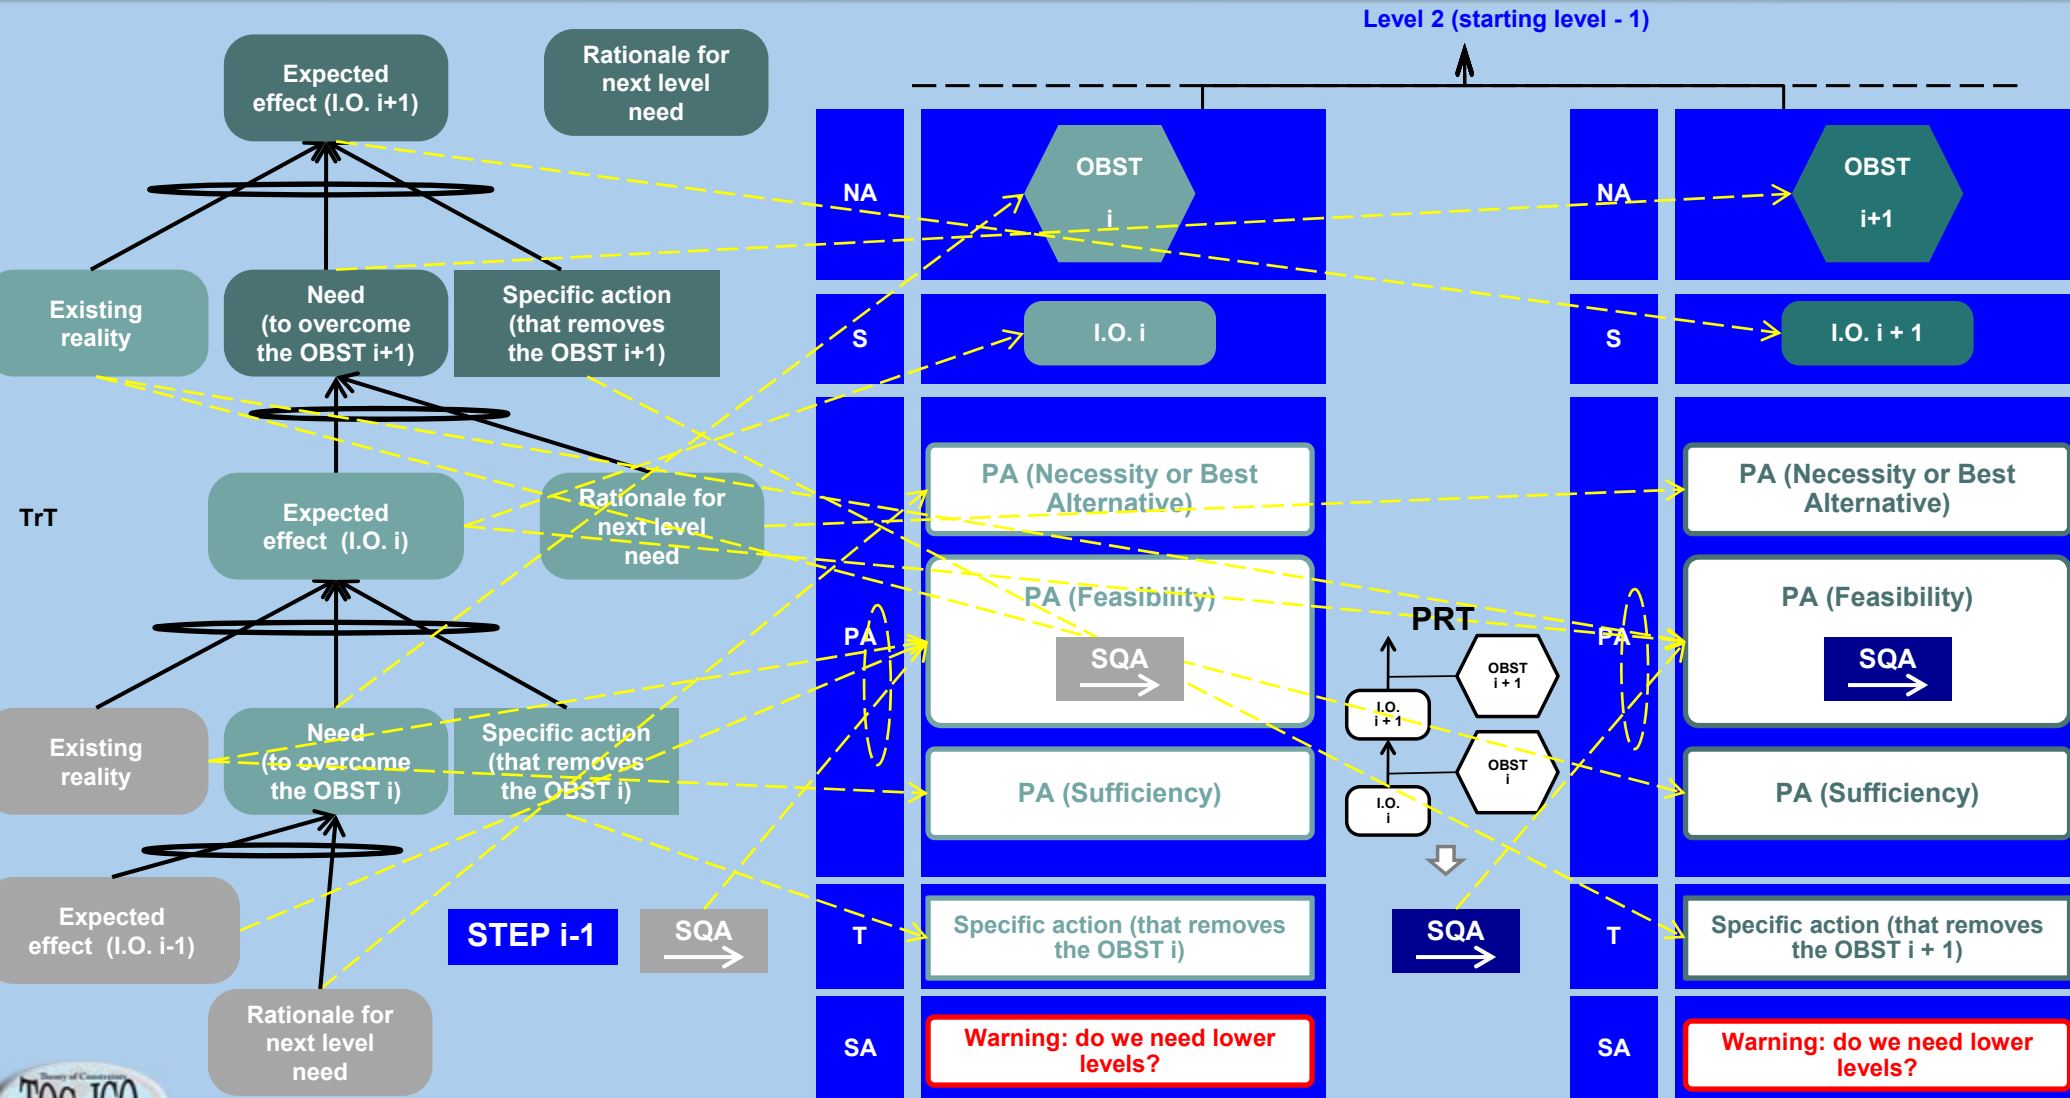 Level 2 (starting level - 1)
Expected
effect (I.O. i+1)
Rationale for
next level
need
Existing
reality
Need
(to overcome
the OBST i+1)
Specific action
(that removes
the OBST i+1)
TrT
Expected
effect (I.O. i)
Rationale for
next level
need
Existing
reality
Need
(to overcome
the OBST i)
Specific action
(that removes
the OBST i)
Expected
effect (I.O. i-1)
Rationale for
next level
need
STEP i-1
SQA
NA
OBST
i
S
I.O. i
PA
PA (Necessity or Best
Alternative)
PA (Feasibility)
SQA
PA (Sufficiency)
T
Specific action (that removes
the OBST i)
SA
Warning: do we need lower
levels?
PRT
OBST
i + 1
I.O.
i + 1
OBST
i
I.O.
i
SQA
NA
OBST
i+1
S
I.O. i + 1
PA
PA (Necessity or Best
Alternative)
PA (Feasibility)
SQA
PA (Sufficiency)
T
Specific action (that removes
the OBST i + 1)
SA
Warning: do we need lower
levels?
Theory of Constraints
TOC ICO